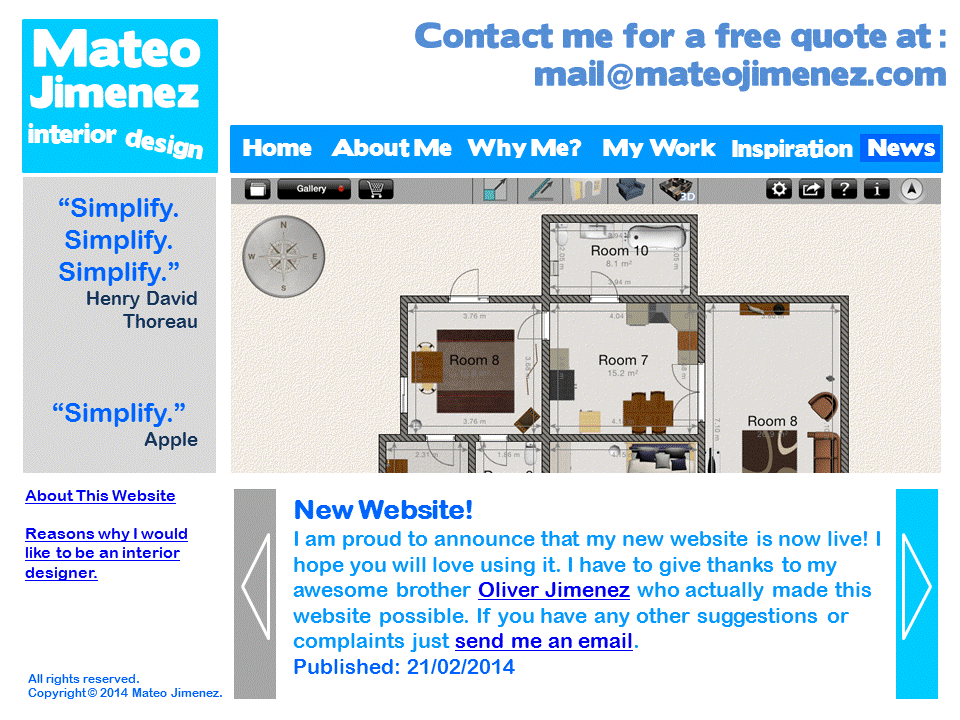 Mateo
Jimenez
interior design
Contact me for a free quote at :
mail@mateojimenez.com
Home About Me Why Me? My Work Inspiration News
“Simplify.
Simplify.
Simplify.”
Henry David
Thoreau
“Simplify.”
Apple
Gallery
3D
?
i
N
W E
S
Room 10
8.1 m²
3.94 m
3.76 m
4.04
3.80 m
Room 8
Room 7
15.2 m²
3.76 m
7.10 m
Room 8
2.31 m
About This Website
Reasons why I would
like to be an interior
designer.
New Website!
I am proud to announce that my new website is now live! I
hope you will love using it. I have to give thanks to my
awesome brother Oliver Jimenez who actually made this
website possible. If you have any other suggestions or
complaints just send me an email.
Published: 21/02/2014
All rights reserved.
Copyright © 2014 Mateo Jimenez.